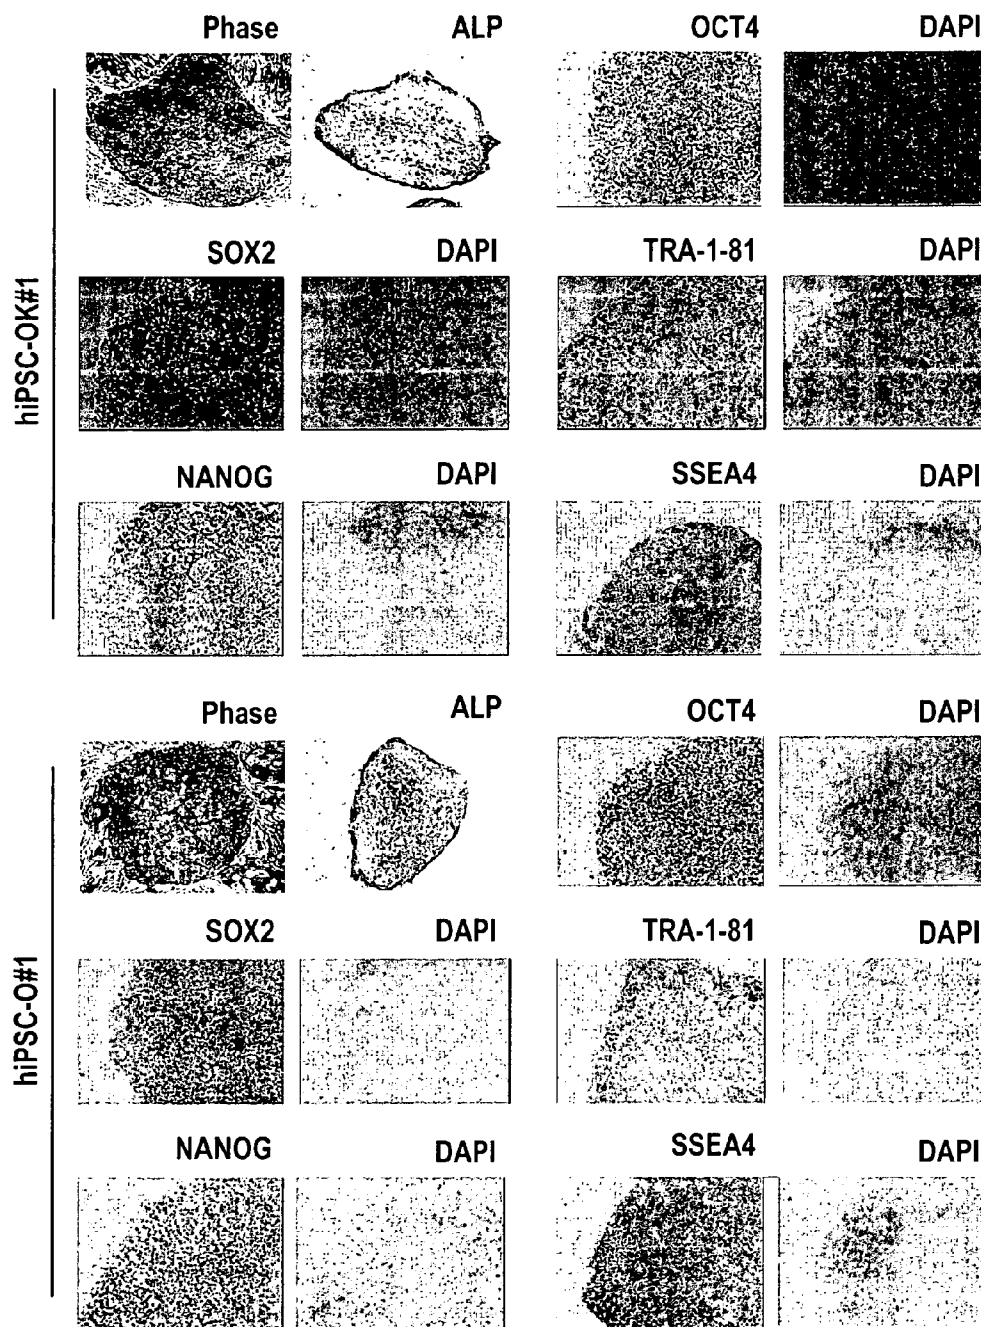 Phase ALP OCT4 DAPI
hiPSC-OK#1
SOX2 DAPI TRA-1-81 DAPI
NANOG DAPI SSEA4 DAPI
Phase ALP OCT4 DAPI
hiPSC-O#1
SOX2 DAPI TRA-1-81 DAPI
NANOG DAPI SSEA4 DAPI